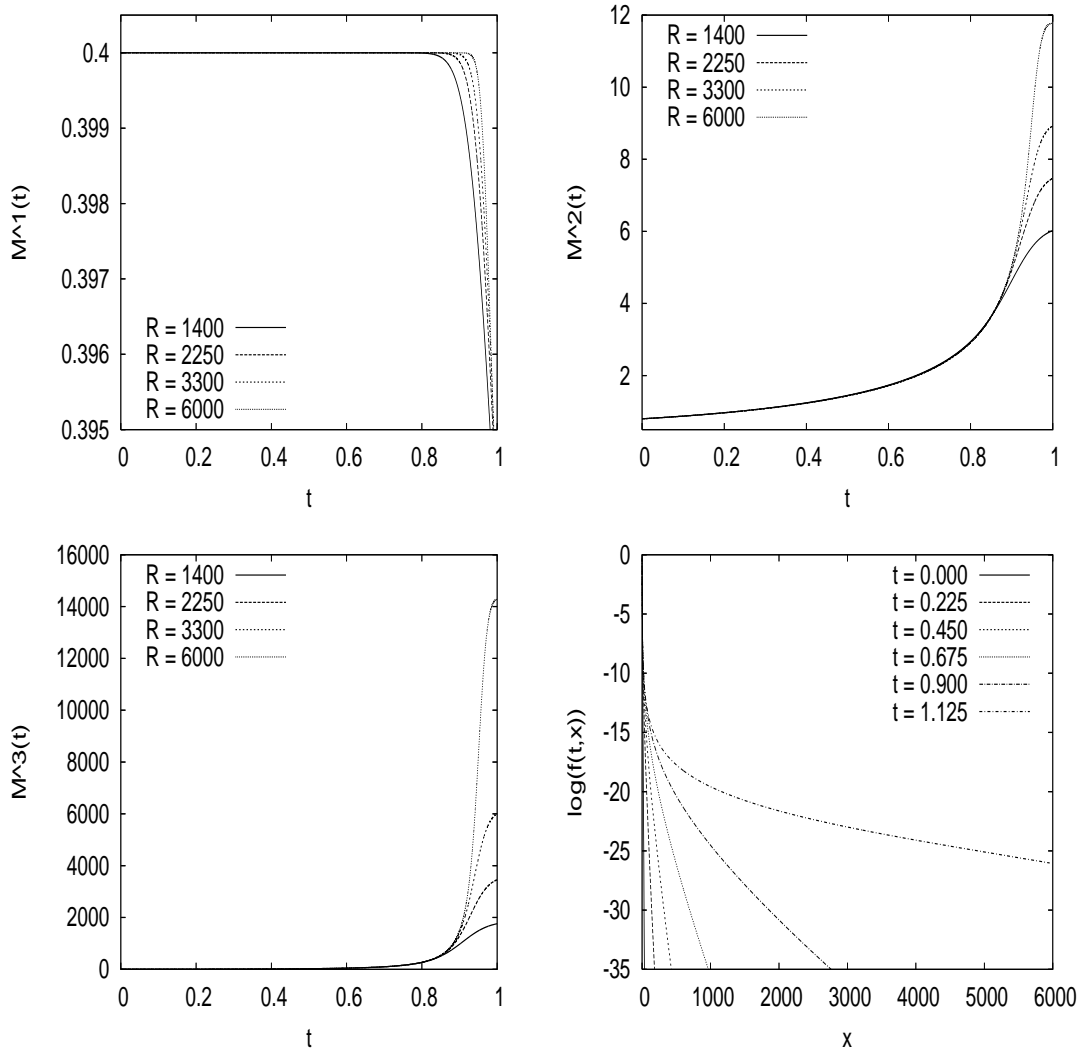 0.4
0.399
0.398
0.397
0.396
0.395
M^1(t)
R = 1400
R = 2250
R = 3300
R = 6000
0 0.2 0.4 0.6 0.8 1
t
12
10
8
6
4
2
M^2(t)
R = 1400
R = 2250
R = 3300
R = 6000
0 0.2 0.4 0.6 0.8 1
t
16000
14000
12000
10000
8000
6000
4000
2000
0
M^3(t)
R = 1400
R = 2250
R = 3300
R = 6000
0 0.2 0.4 0.6 0.8 1
t
0
-5
-10
-15
-20
-25
-30
-35
log(f(t,x))
t = 0.000
t = 0.225
t = 0.450
t = 0.675
t = 0.900
t = 1.125
0 1000 2000 3000 4000 5000 6000
x